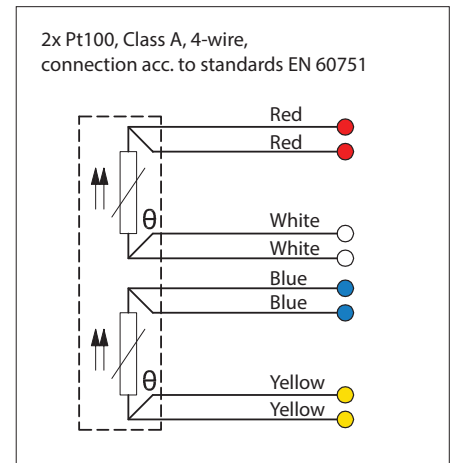 2x Pt100, Class A, 4-wire,
connection acc. to standards EN 60751
Red
Red
θ
White
White
Blue
Blue
θ
Yellow
Yellow